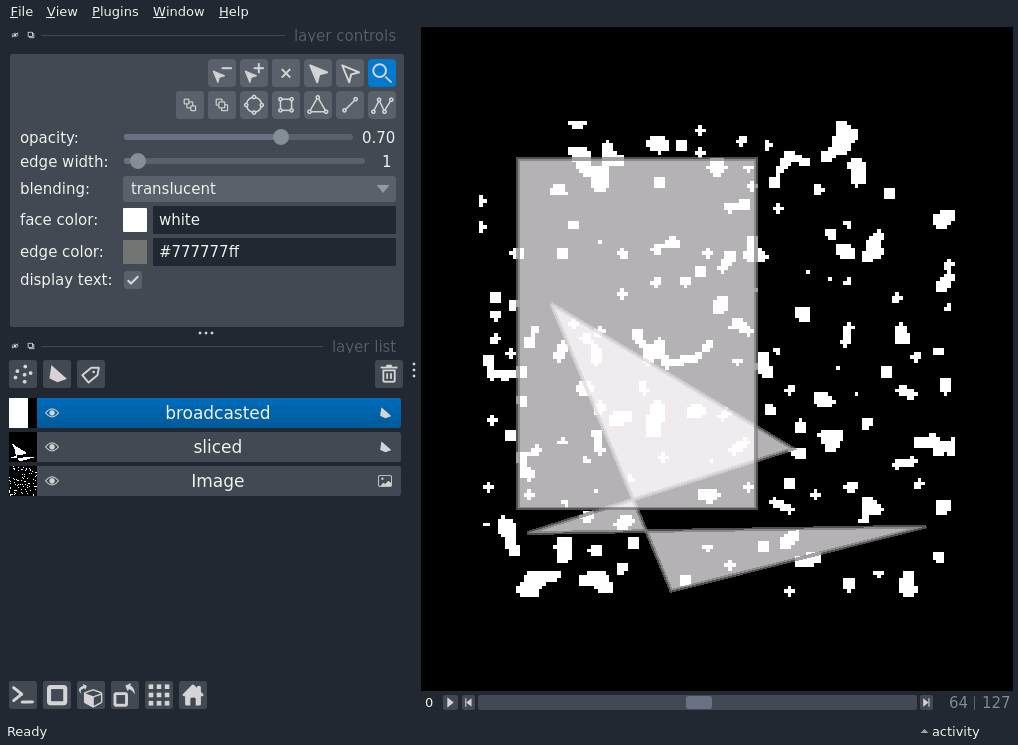 File View Plugins Window Help
layer controls
opacity: 0.70
edge width: 1
blending: translucent
face color: white
edge color: #777777ff
display text:
layer list
broadcasted
sliced
Image
0 64 | 127
Ready activity